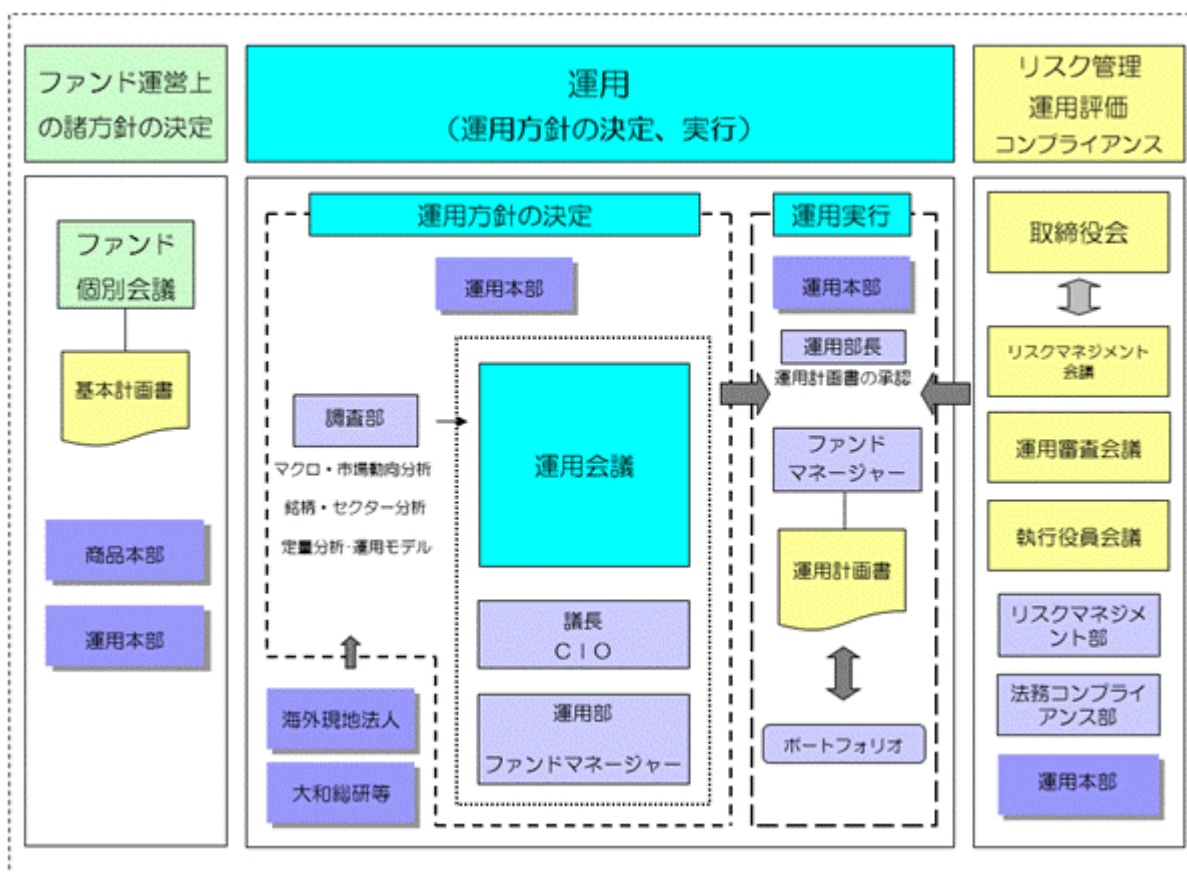 ファンド運営上
の諸方針の決定
運用
（運用方針の決定、実行）
リスク管理
運用評価
コンプライアンス
ファンド
個別会議
基本計画書
商品本部
運用本部
運用方針の決定
運用本部
調査部
マクロ・市場動向分析
銘柄・セクター分析
定量分析･運用モデル
運用会議
議長
ＣＩＯ
運用部
ファンドマネージャー
海外現地法人
大和総研等
運用実行
運用本部
運用部長
運用計画書の承認
ファンド
マネージャー
運用計画書
ポートフォリオ
取締役会
リスクマネジメント
会議
運用審査会議
執行役員会議
リスクマネジメ
ント部
法務コンプライ
アンス部
運用本部